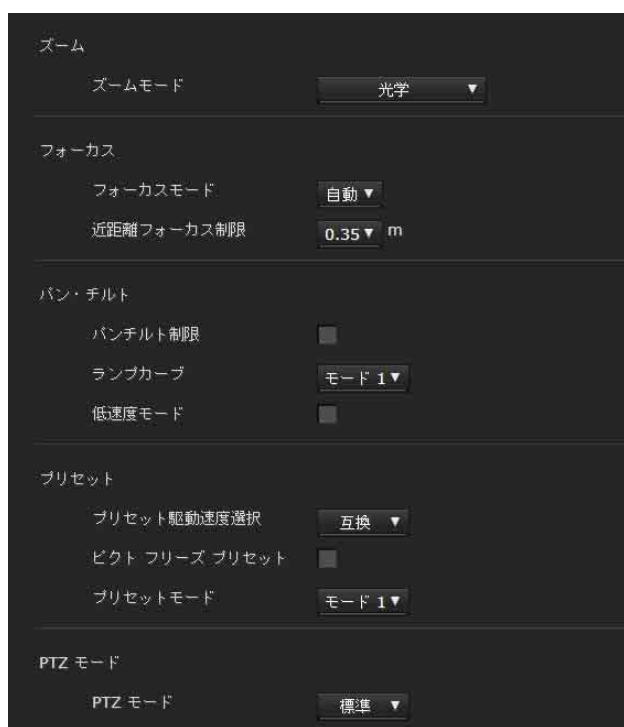 ズーム
ズームモード 光学 ▼
フォーカス
フォーカスモード 自動 ▼
近距離フォーカス制限 0.35 ▼ m
パン・チルト
パンチルト制限
ランプカーブ モード 1 ▼
低速度モード
プリセット
プリセット駆動速度選択 互換 ▼
ピクト フリーズ プリセット
プリセットモード モード 1 ▼
PTZ モード
PTZ モード 標準 ▼